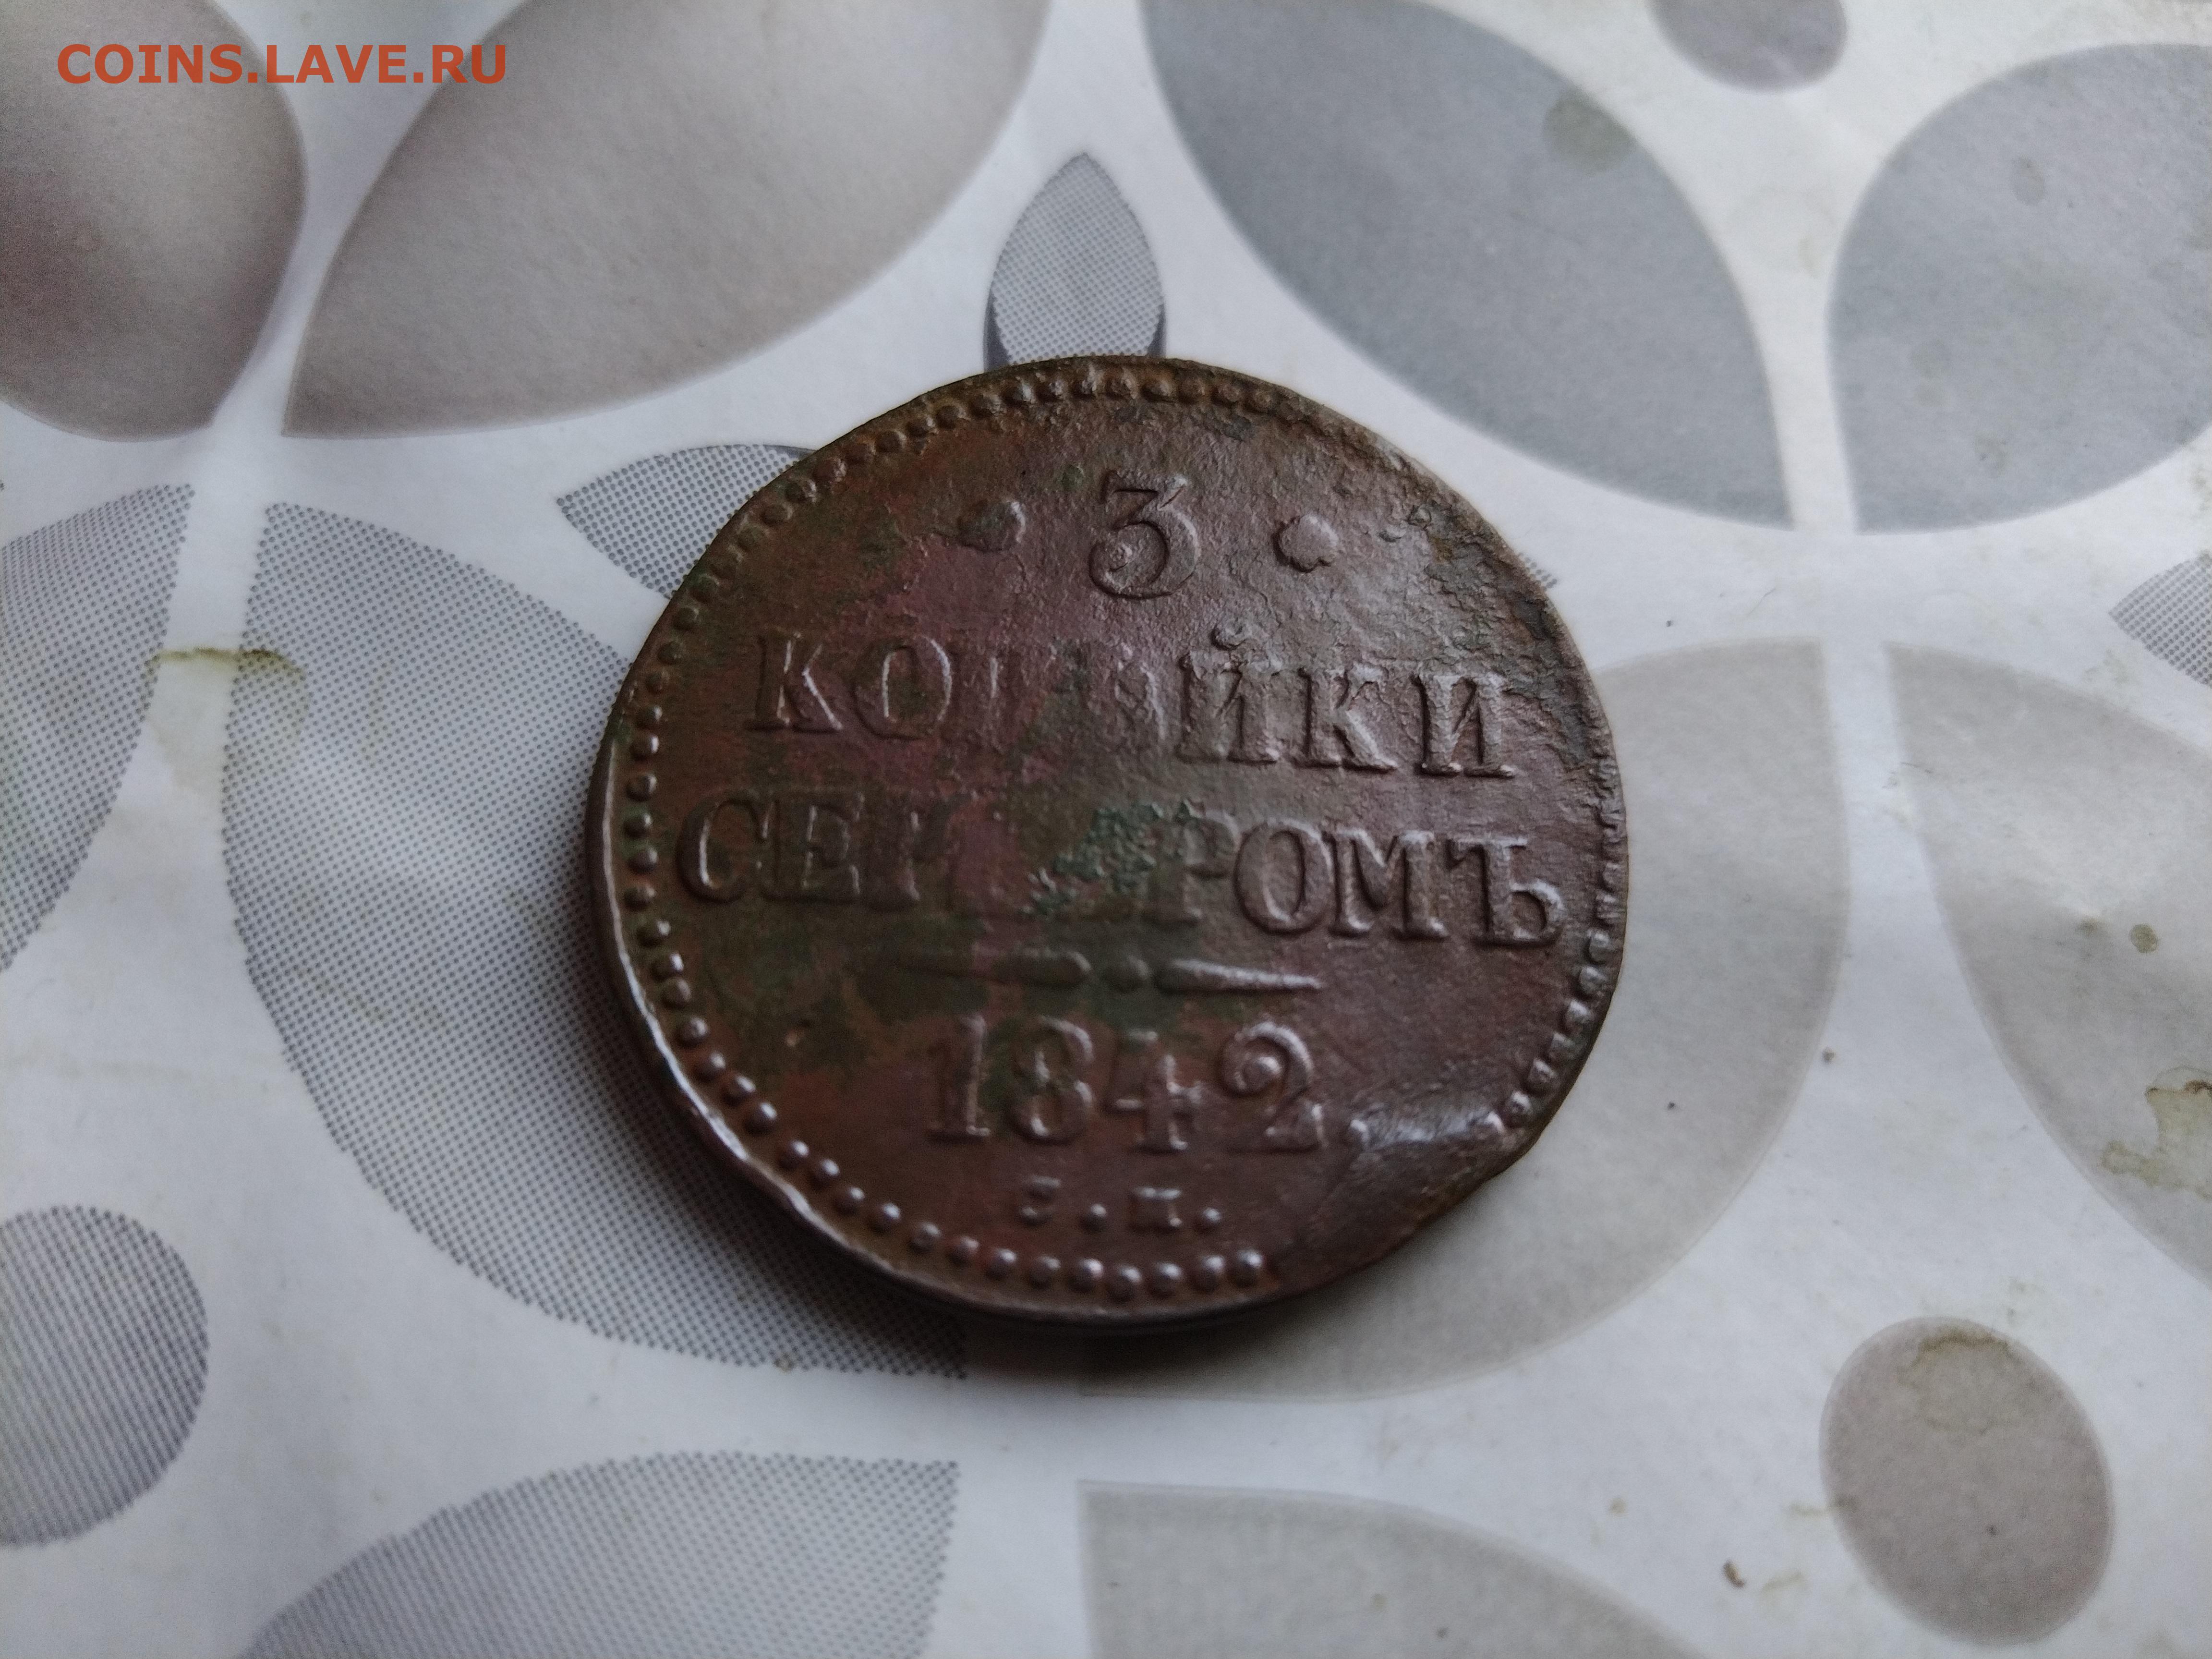 COINS.LAVE.RU
3
КОПѢЙКИ
СЕРЕБРОМЪ
1842.